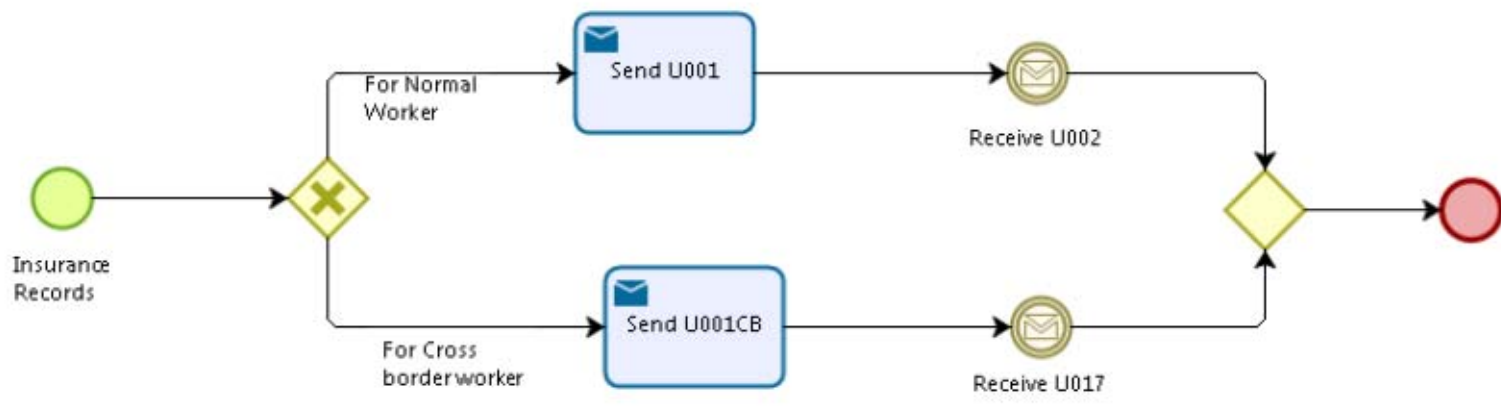 Send U001
For Normal
Worker
Receive U002
Insurance
Records
Send U001CB
For Cross
border worker
Receive U017